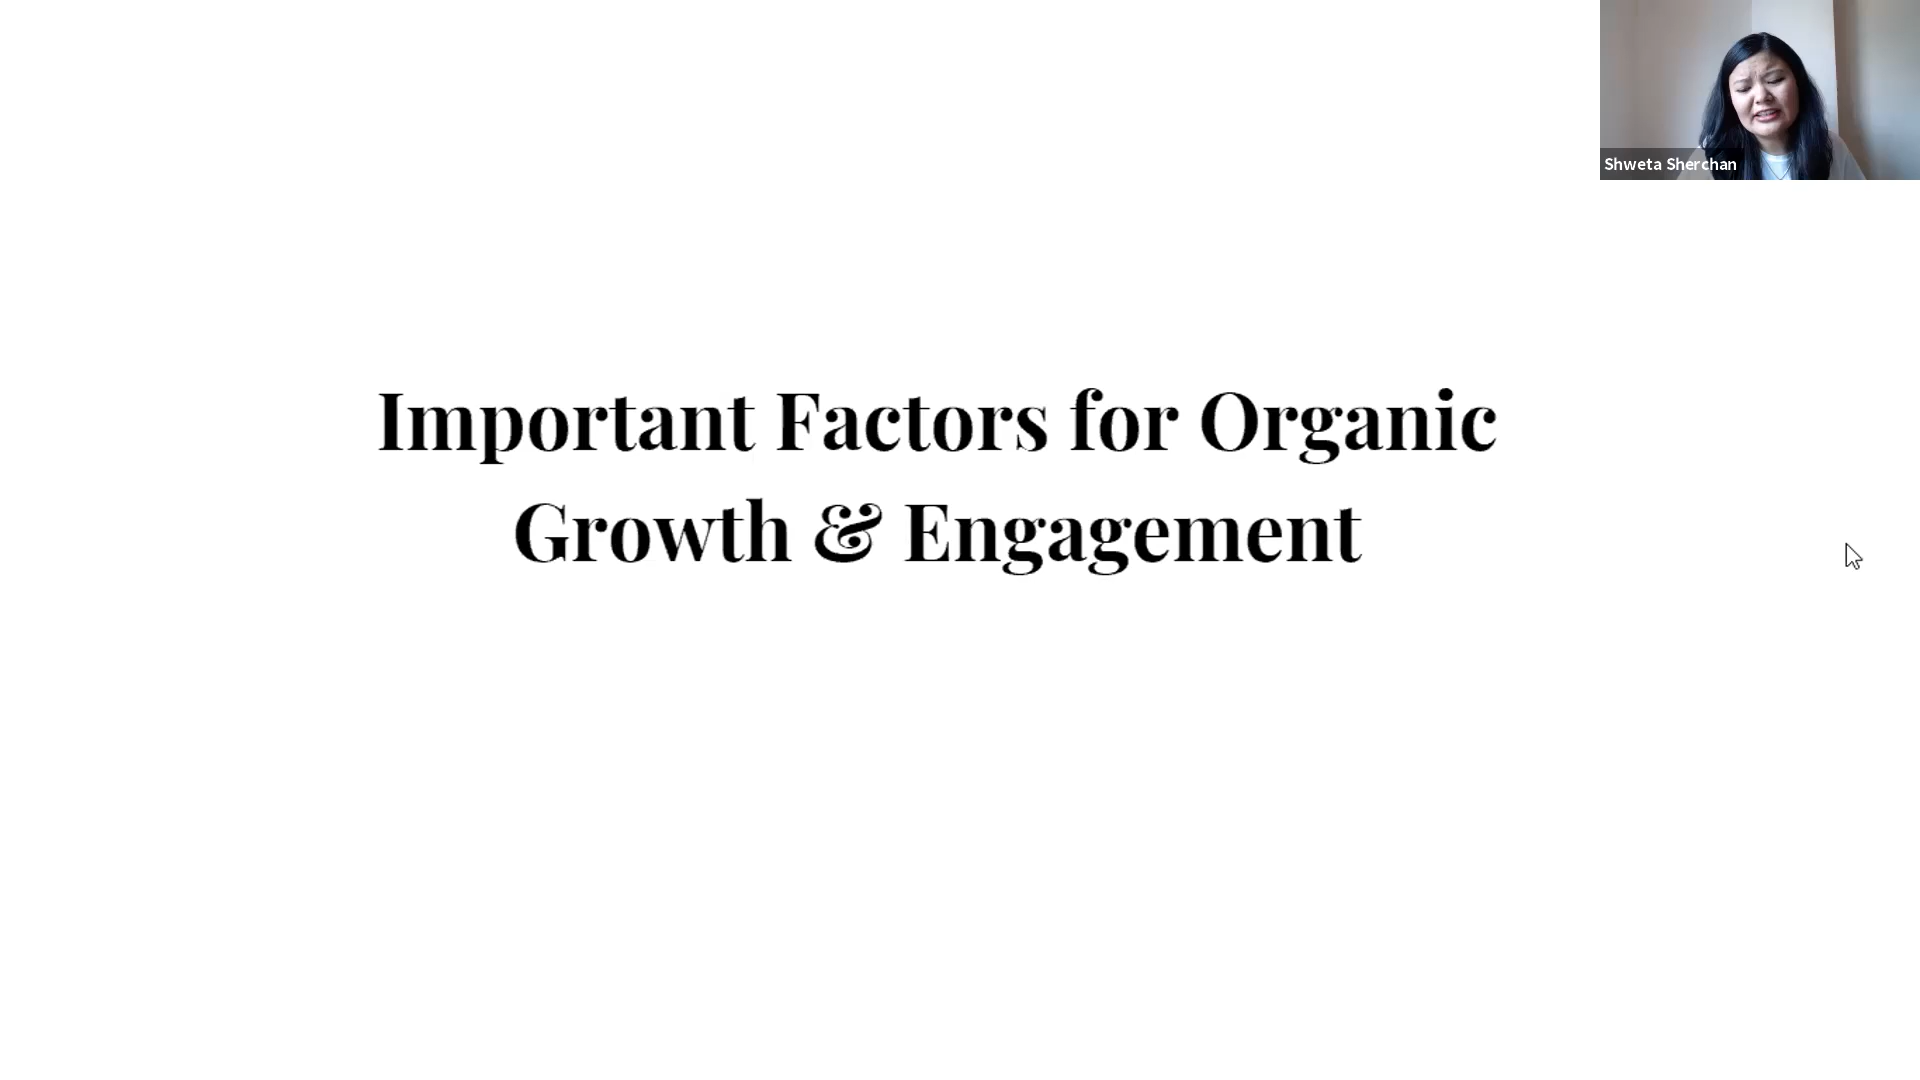 Shweta Sherchan
Important Factors for Organic
Growth & Engagement